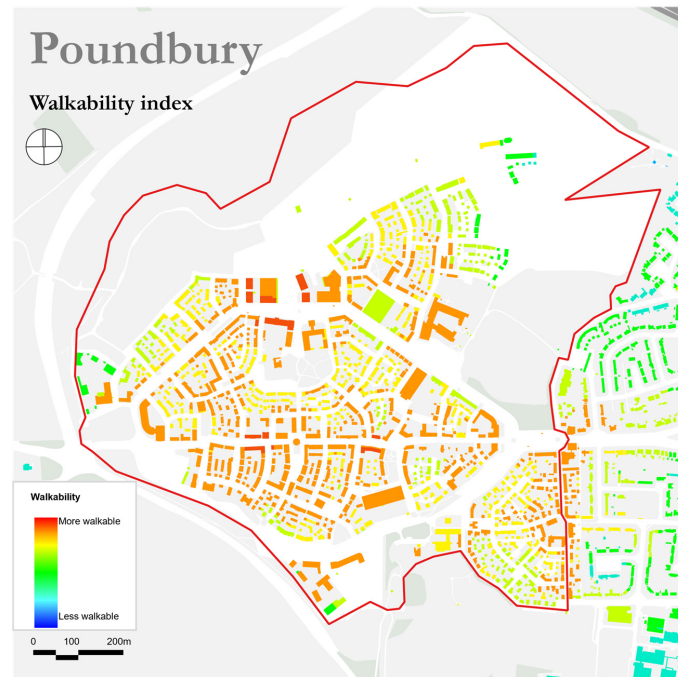 Poundbury
Walkability index
Walkability
More walkable
Less walkable
0 100 200m